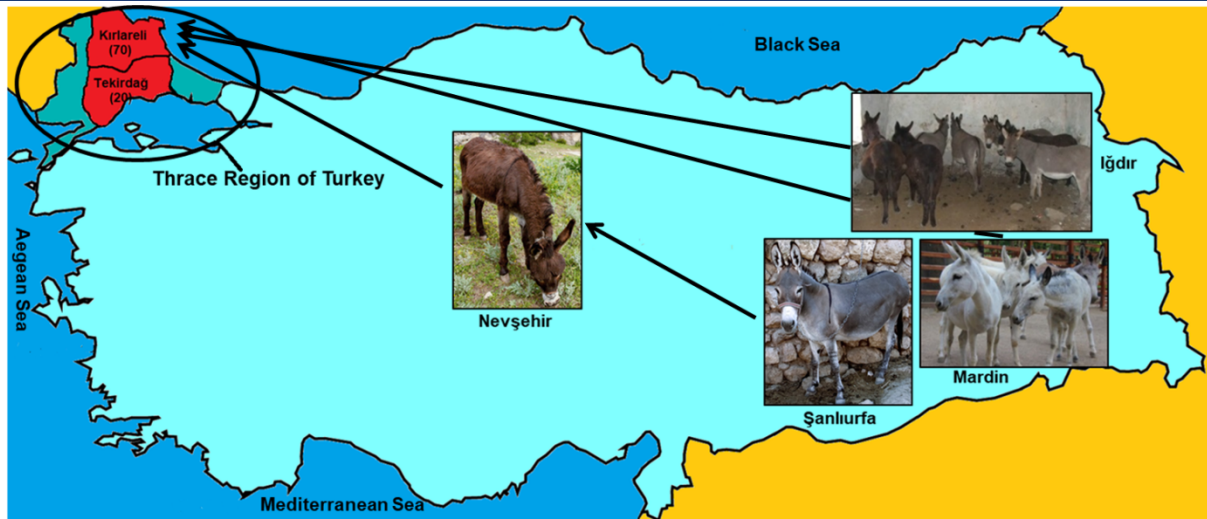 Kırlareli
(70)
Tekirdağ
(20)
Black Sea
Iğdır
Thrace Region of Turkey
Aegean Sea
Nevşehir
Mardin
Şanlıurfa
Mediterranean Sea